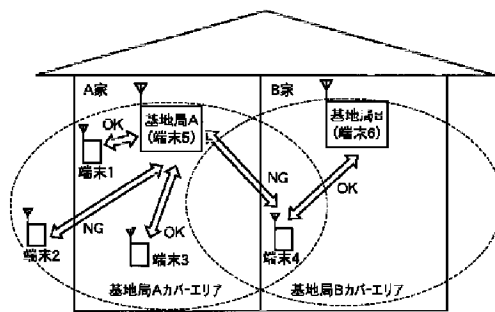 A家
B家
基地局A
(端末5)
基地局B
(端末6)
OK
端末1
NG
OK
NG
OK
端末2
端末3
端末4
基地局Aカバーエリア
基地局Bカバーエリア